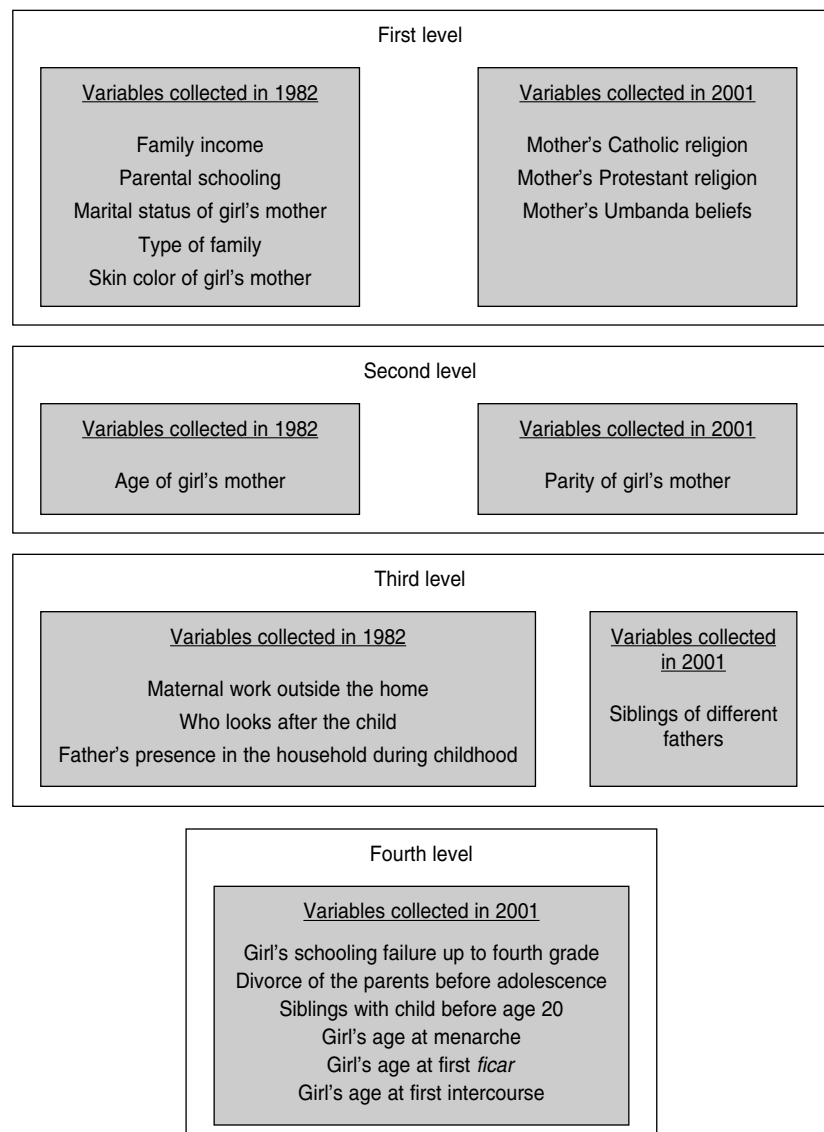 First level
Variables collected in 1982
Family income
Parental schooling
Marital status of girl's mother
Type of family
Skin color of girl's mother
Variables collected in 2001
Mother's Catholic religion
Mother's Protestant religion
Mother's Umbanda beliefs
Second level
Variables collected in 1982
Age of girl's mother
Variables collected in 2001
Parity of girl's mother
Third level
Variables collected in 1982
Maternal work outside the home
Who looks after the child
Father's presence in the household during childhood
Variables collected
in 2001
Siblings of different
fathers
Fourth level
Variables collected in 2001
Girl's schooling failure up to fourth grade
Divorce of the parents before adolescence
Siblings with child before age 20
Girl's age at menarche
Girl's age at first ficar
Girl's age at first intercourse